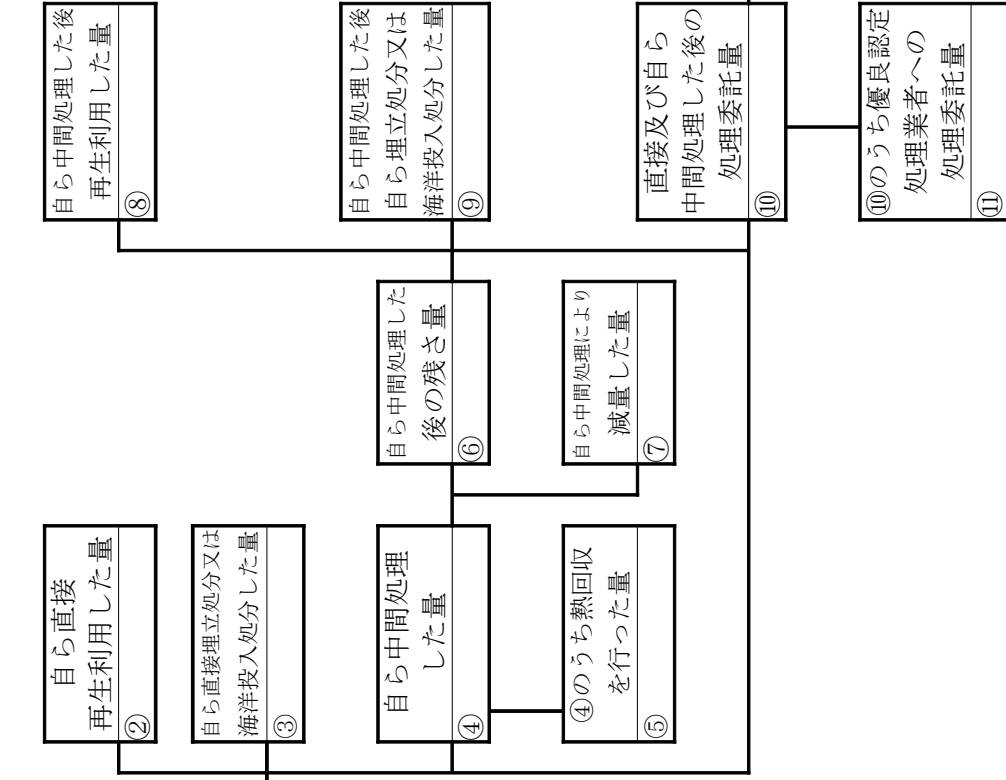 自ら直接
再生利用した量
②
自ら直接埋立処分又は
海洋投入処分した量
③
自ら中間処理
した量
④
④のうち熱回収
を行った量
⑤
自ら中間処理した
後の残さ量
⑥
自ら中間処理により
減量した量
⑦
自ら中間処理した後
再生利用した量
⑧
自ら中間処理した後
自ら埋立処分又は
海洋投入処分した量
⑨
直接及び自ら
中間処理した後の
処理委託量
⑩
⑩のうち優良認定
処理業者への
処理委託量
⑪